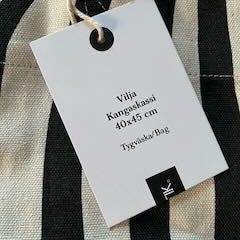 Vilja
Kangaskassi
40x45 cm
Tygväska/Bag